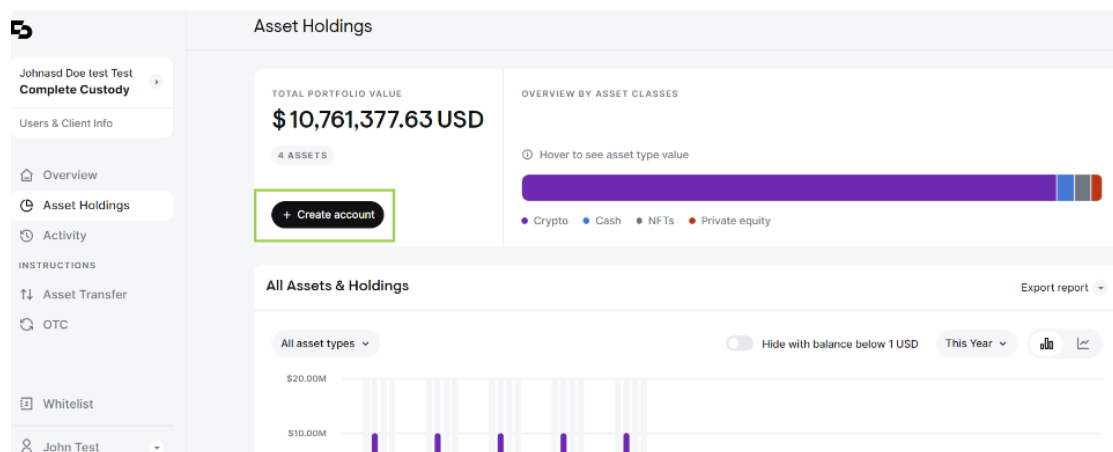 Asset Holdings
Johnasd Doe test Test
Complete Custody
Users & Client Info
Overview
Asset Holdings
Activity
INSTRUCTIONS
Asset Transfer
OTC
Whitelist
John Test
TOTAL PORTFOLIO VALUE
$10,761,377.63 USD
4 ASSETS
+ Create account
OVERVIEW BY ASSET CLASSES
Hover to see asset type value
Crypto Cash NFTs Private equity
All Assets & Holdings
Export report
All asset types
Hide with balance below 1 USD
This Year
$20.00M
$10.00M